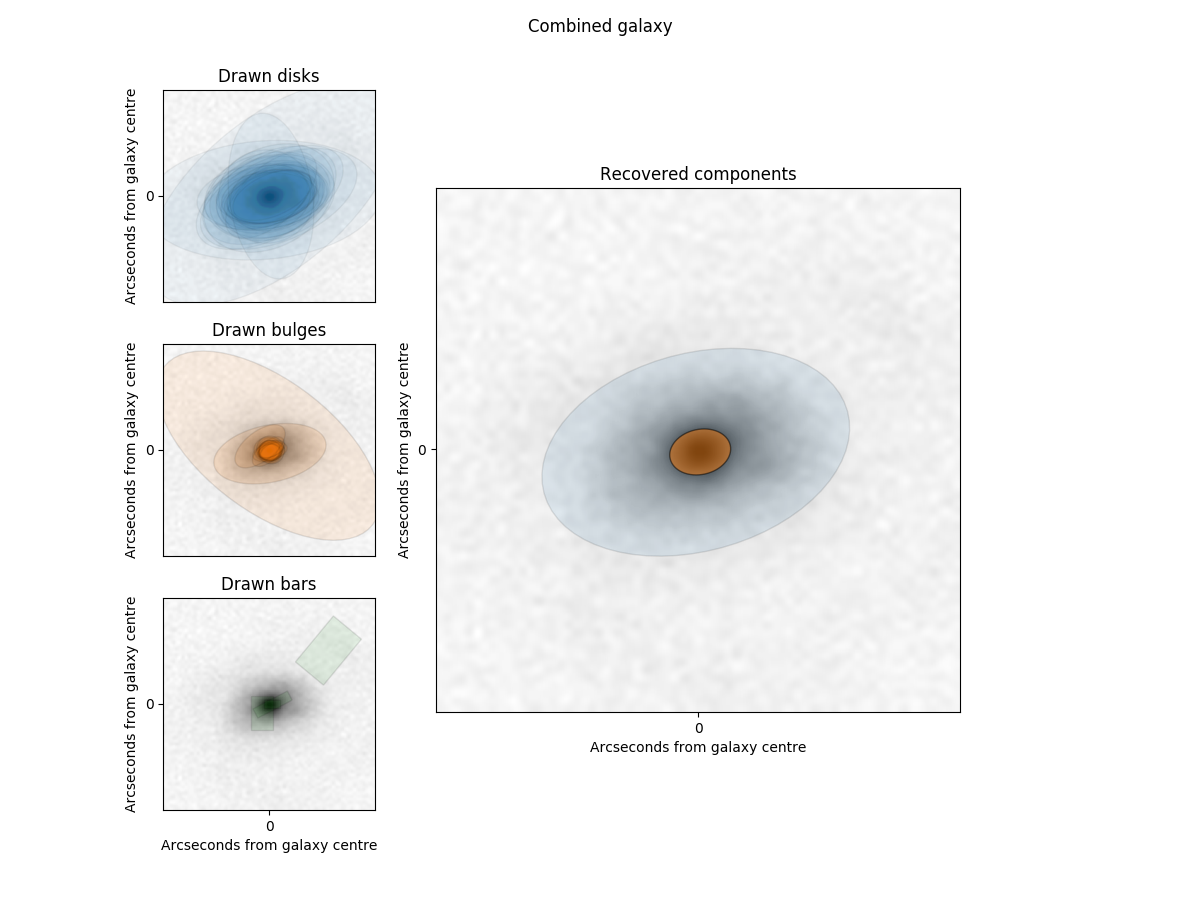 Combined galaxy
Drawn disks
Arcseconds from galaxy centre
0
Drawn bulges
Arcseconds from galaxy centre
0
Drawn bars
Arcseconds from galaxy centre
0
0
Arcseconds from galaxy centre
Recovered components
Arcseconds from galaxy centre
0
0
Arcseconds from galaxy centre